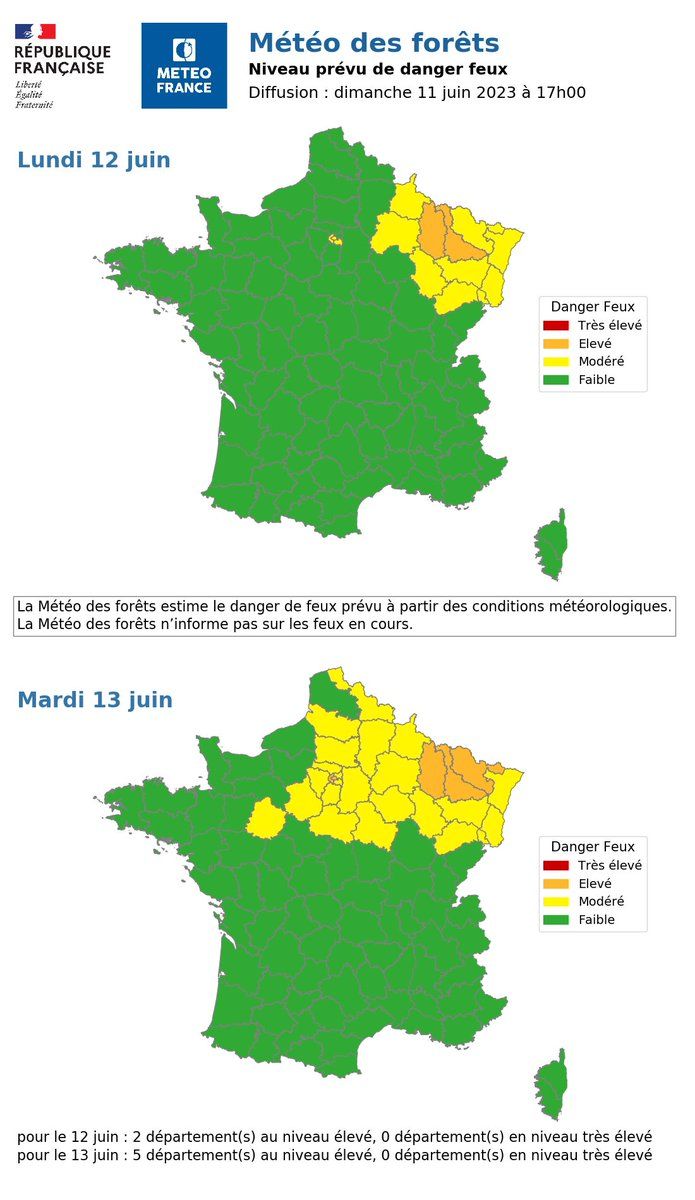 RÉPUBLIQUE
FRANÇAISE
Liberté
Égalité
Fraternité
METEO
FRANCE
Météo des forêts
Niveau prévu de danger feux
Diffusion : dimanche 11 juin 2023 à 17h00
Lundi 12 juin
Danger Feux
Très élevé
Elevé
Modéré
Faible
La Météo des forêts estime le danger de feux prévu à partir des conditions météorologiques.
La Météo des forêts n’informe pas sur les feux en cours.
Mardi 13 juin
Danger Feux
Très élevé
Elevé
Modéré
Faible
pour le 12 juin : 2 département(s) au niveau élevé, 0 département(s) en niveau très élevé
pour le 13 juin : 5 département(s) au niveau élevé, 0 département(s) en niveau très élevé